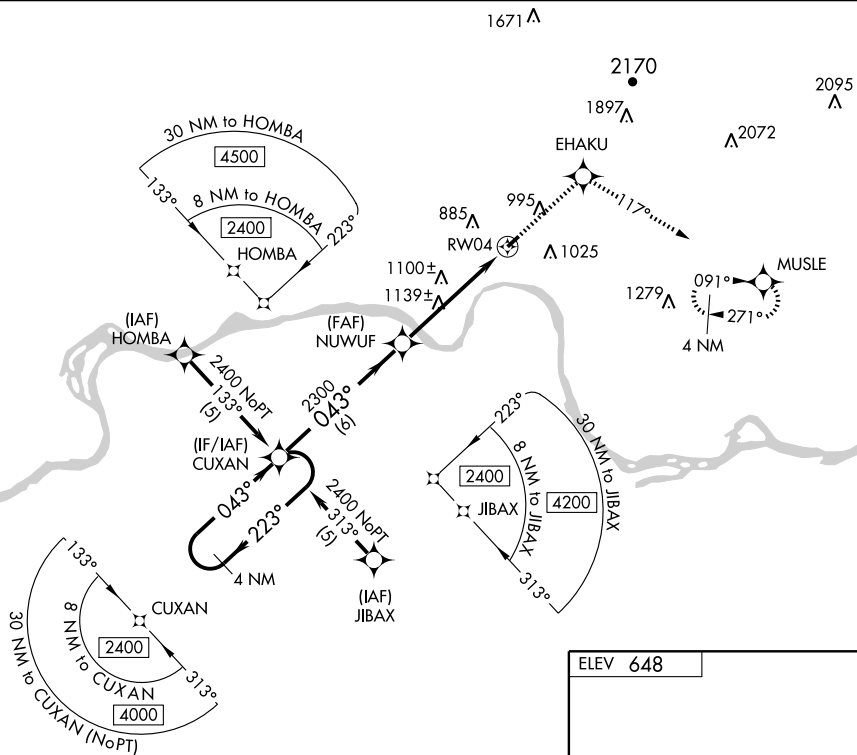 1671
2170
1897
2095
2072
EHAKU
30 NM to HOMBA
4500
133°
8 NM to HOMBA
2400
223°
HOMBA
995
885
RW04
117°
1025
MUSLE
1100±
1139±
1279
091°
271°
4 NM
(IAF)
HOMBA
(FAF)
NUWUF
2400 NoPT
133°
(5)
2300
043°
(6)
(IF/IAF)
CUXAN
043°
223°
4 NM
2400 NoPT
313°
(5)
(IAF)
JIBAX
223°
30 NM to JIBAX
8 NM to JIBAX
2400
4200
JIBAX
313°
133°
CUXAN
8 NM to CUXAN
2400
313°
30 NM to CUXAN (NoPT)
4000
ELEV 648